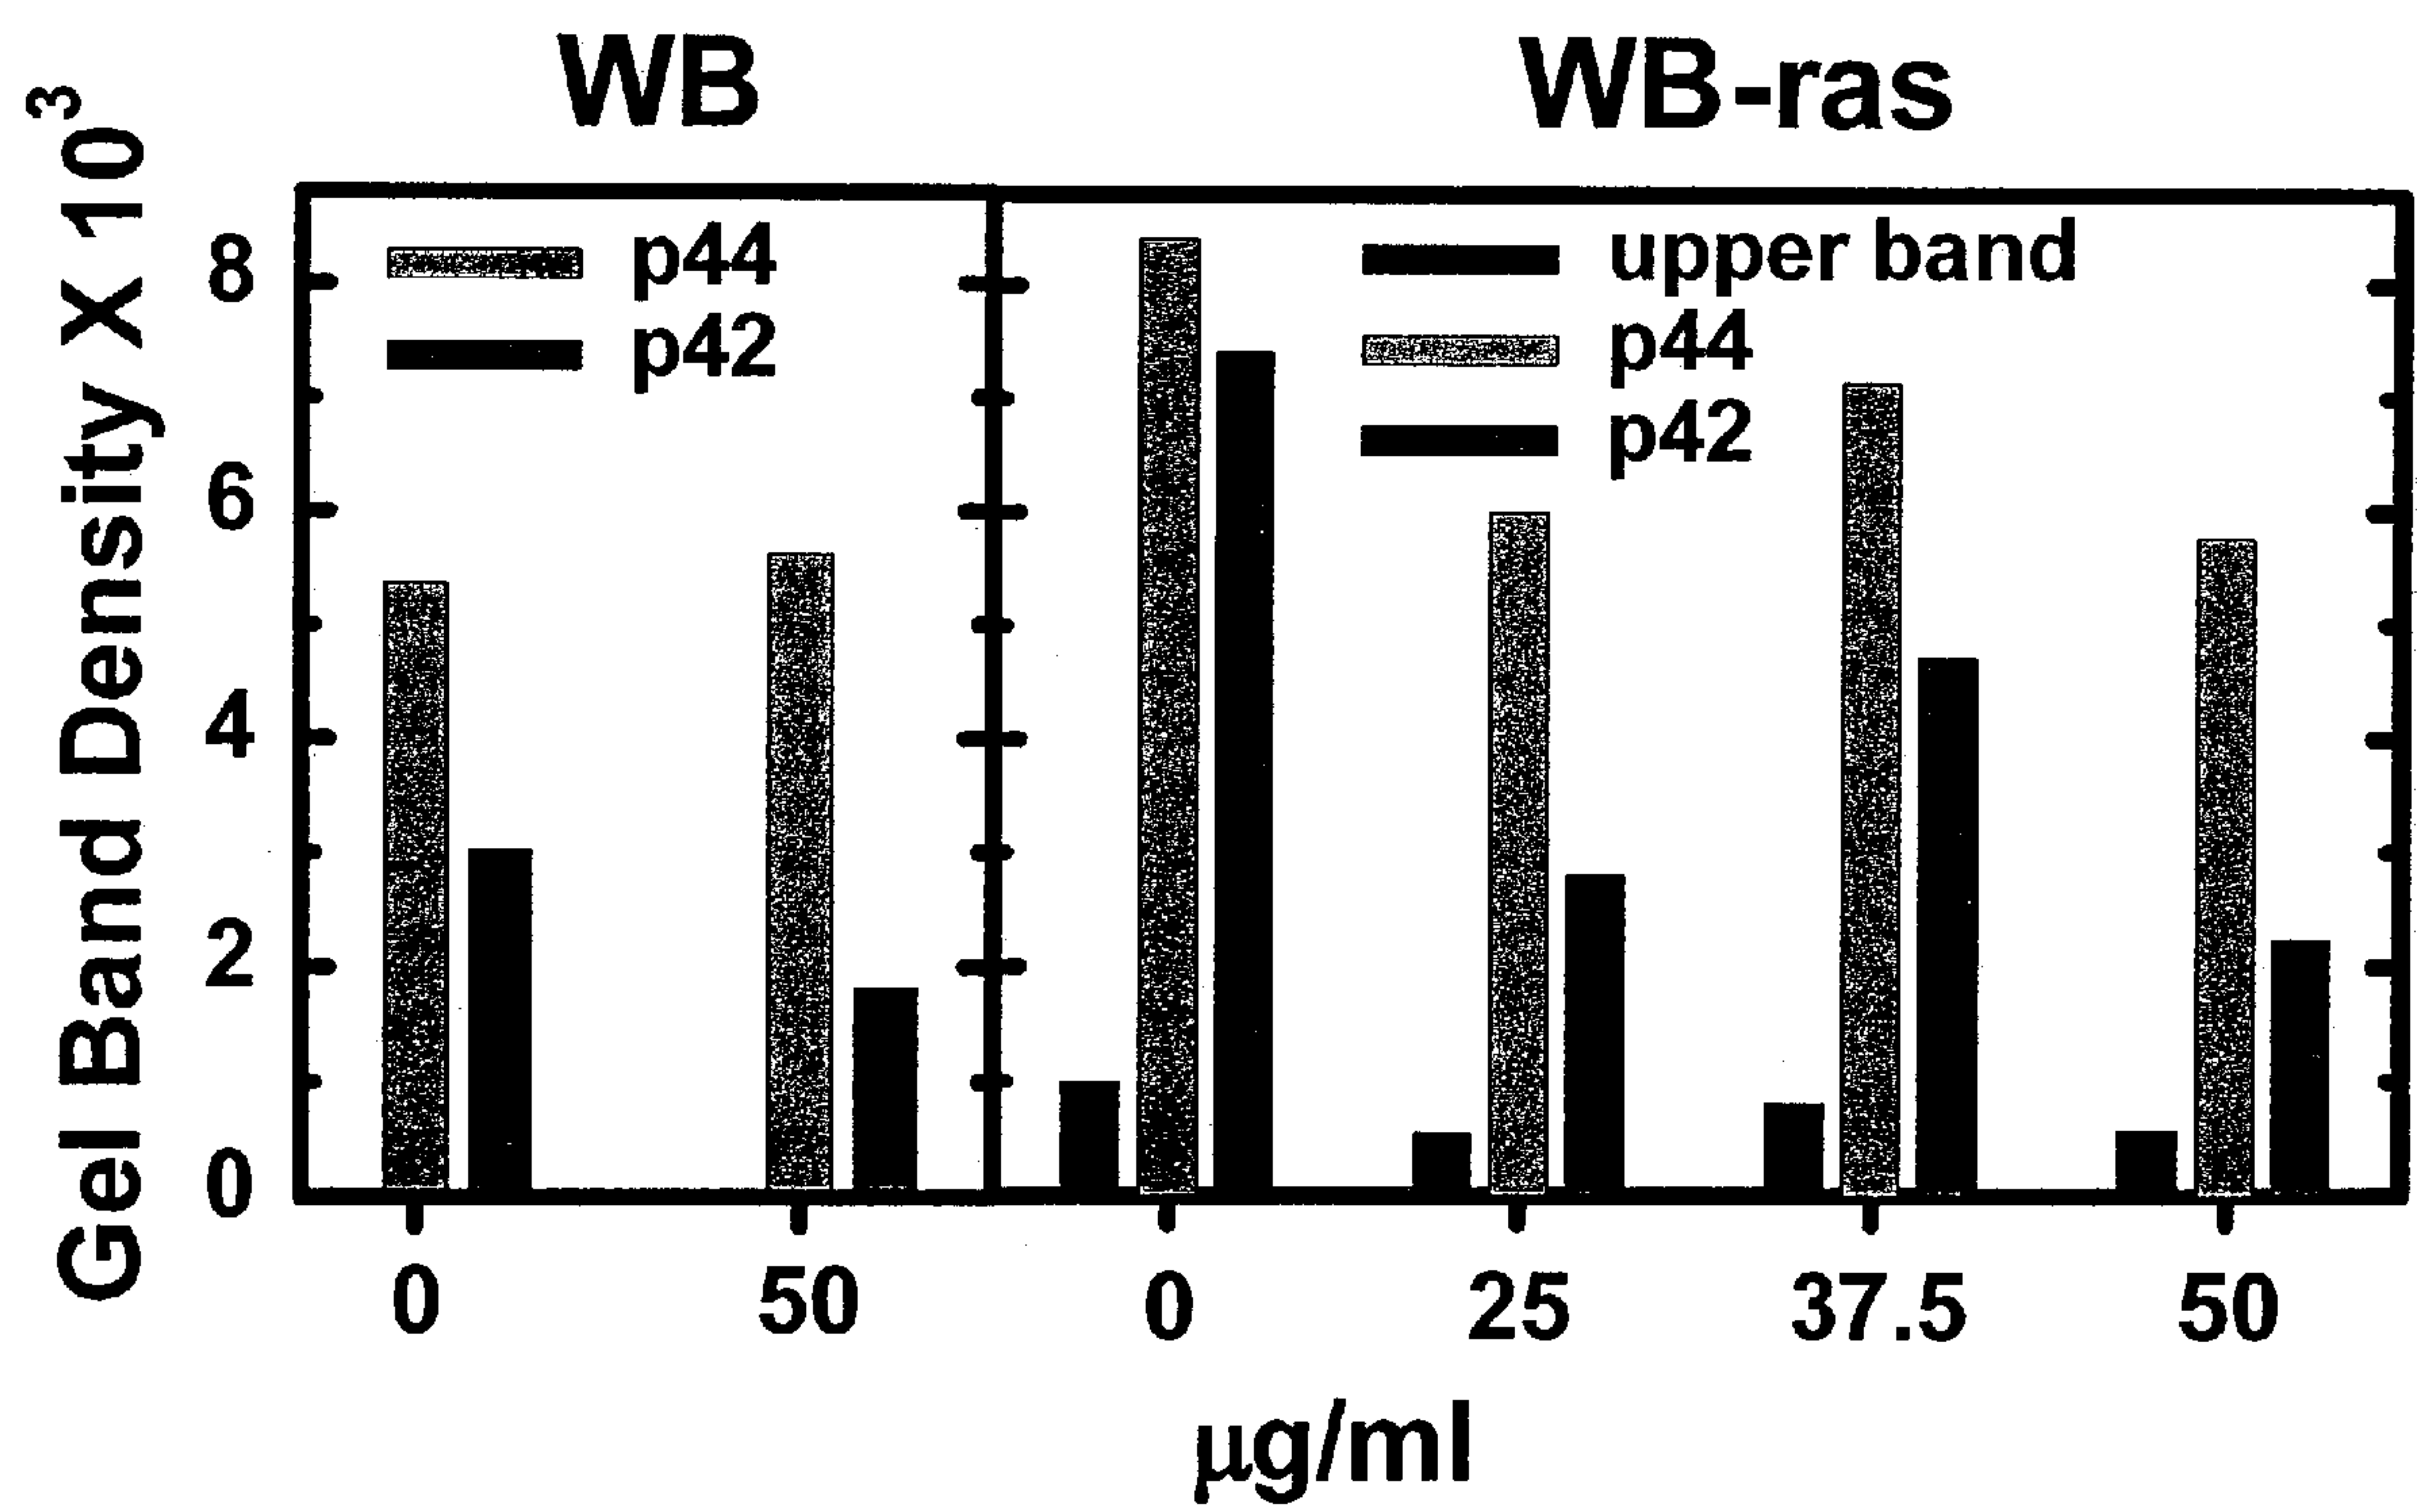 WB
WB-ras
Gel Band Density X 10³
8
6
4
2
0
p44
p42
upper band
p44
p42
0
50
0
25
37.5
50
µg/ml